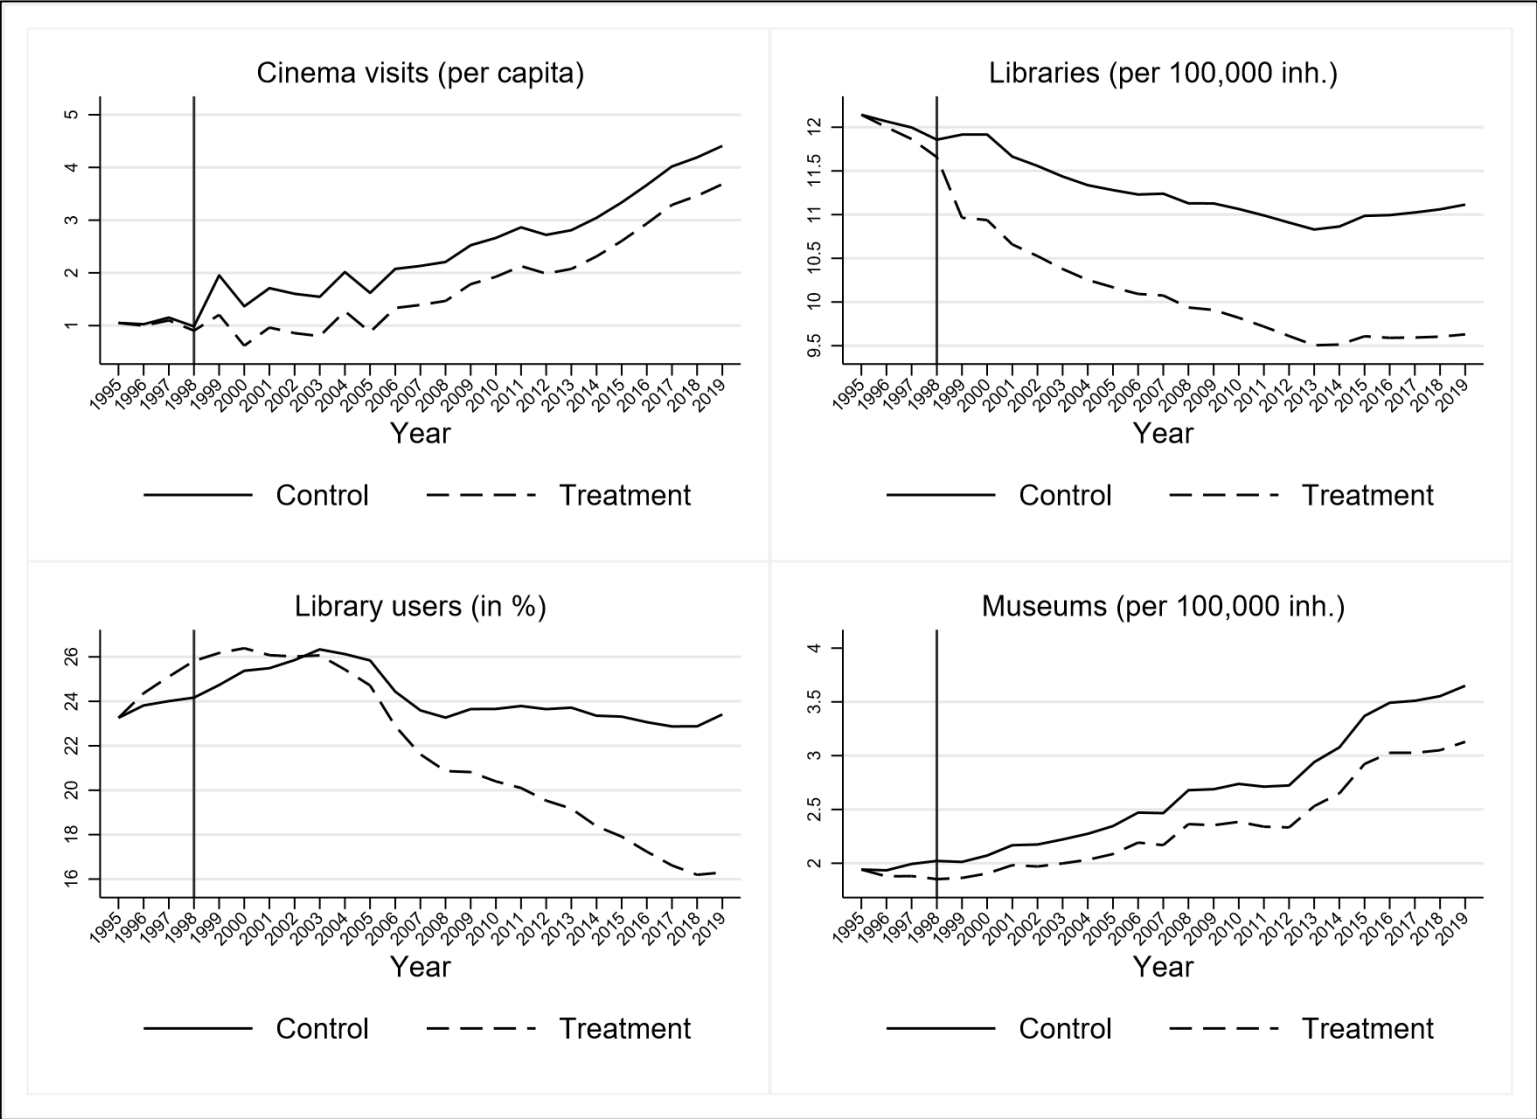 Cinema visits (per capita)
5
4
3
2
1
1995 1996 1997 1998 1999 2000 2001 2002 2003 2004 2005 2006 2007 2008 2009 2010 2011 2012 2013 2014 2015 2016 2017 2018 2019
Year
Control Treatment
Libraries (per 100,000 inh.)
12
11.5
11
10.5
10
9.5
1995 1996 1997 1998 1999 2000 2001 2002 2003 2004 2005 2006 2007 2008 2009 2010 2011 2012 2013 2014 2015 2016 2017 2018 2019
Year
Control Treatment
Library users (in %)
26
24
22
20
18
16
1995 1996 1997 1998 1999 2000 2001 2002 2003 2004 2005 2006 2007 2008 2009 2010 2011 2012 2013 2014 2015 2016 2017 2018 2019
Year
Control Treatment
Museums (per 100,000 inh.)
4
3.5
3
2.5
2
1995 1996 1997 1998 1999 2000 2001 2002 2003 2004 2005 2006 2007 2008 2009 2010 2011 2012 2013 2014 2015 2016 2017 2018 2019
Year
Control Treatment